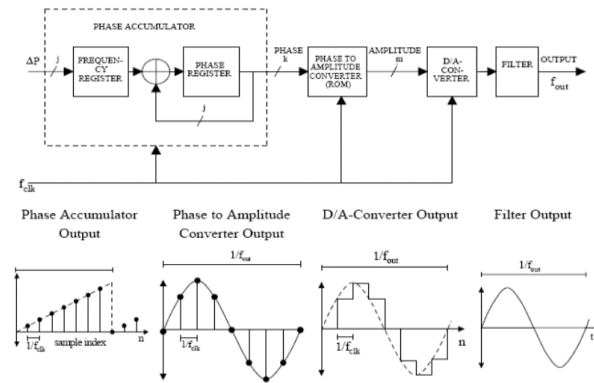 PHASE ACCUMULATOR
ΔP
j
FREQUEN-
CY
REGISTER
PHASE
REGISTER
j
PHASE
k
PHASE TO
AMPLITUDE
CONVERTER
(ROM)
AMPLITUDE
m
D/A-
CON-
VERTER
FILTER
OUTPUT
fout
fclk
Phase Accumulator
Output
Phase to Amplitude
Converter Output
D/A-Converter Output
Filter Output
1/fout
1/fout
1/fout
1/fclk
sample index
n
1/fclk
n
1/fclk
n
t